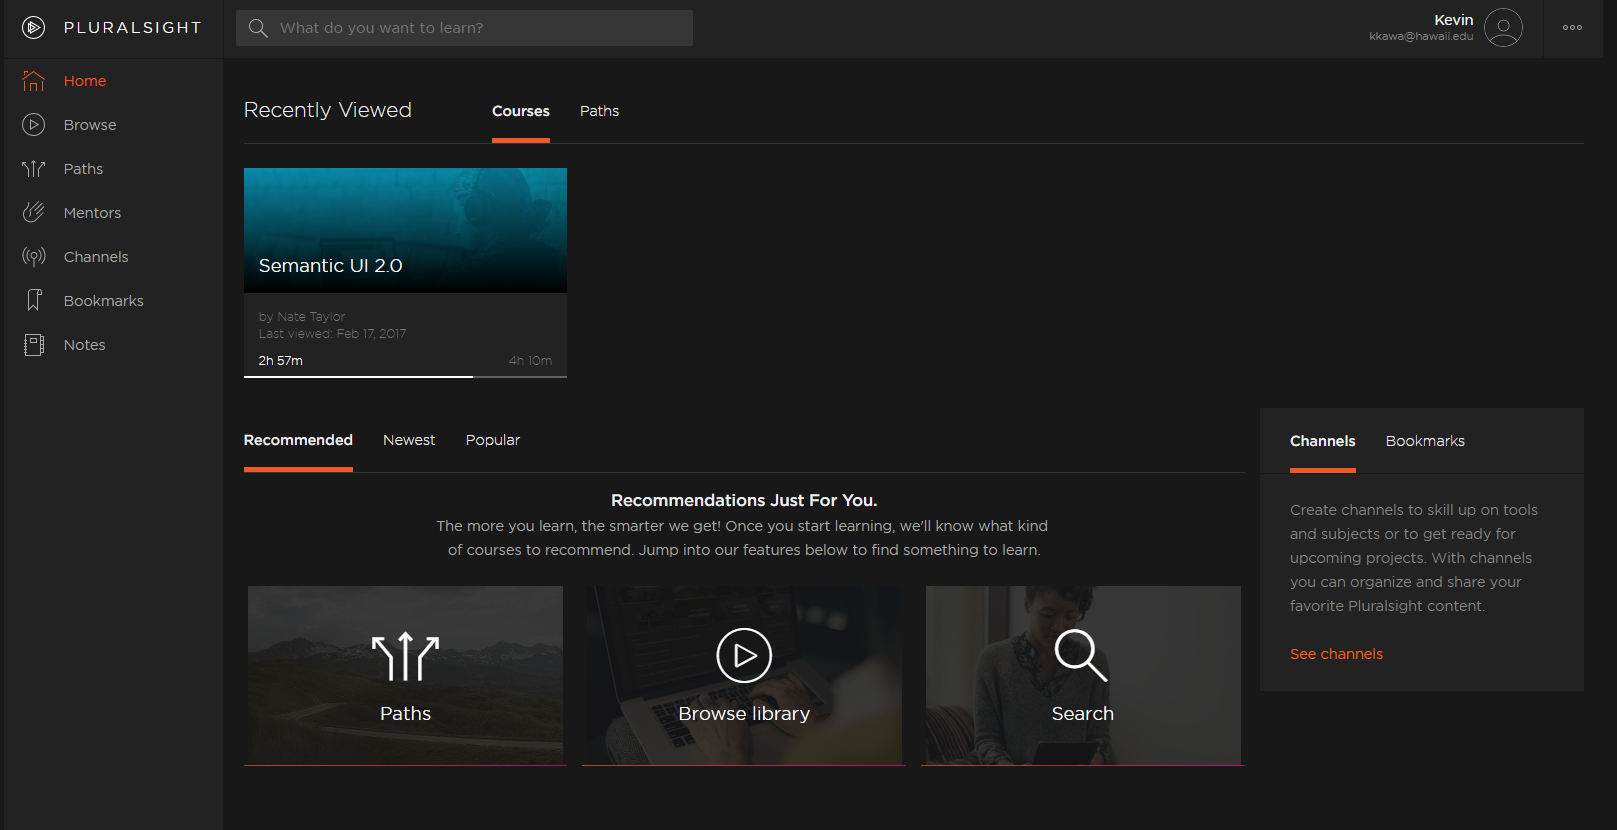 PLURALSIGHT
What do you want to learn?
Kevin
kkawa@hawaii.edu
Home
Browse
Paths
Mentors
Channels
Bookmarks
Notes
Recently Viewed
Courses
Paths
Semantic UI 2.0
by Nate Taylor
Last viewed: Feb 17, 2017
2h 57m
4h 10m
Recommended
Newest
Popular
Recommendations Just For You.
The more you learn, the smarter we get! Once you start learning, we'll know what kind
of courses to recommend. Jump into our features below to find something to learn.
Paths
Browse library
Search
Channels
Bookmarks
Create channels to skill up on tools
and subjects or to get ready for
upcoming projects. With channels
you can organize and share your
favorite Pluralsight content.
See channels